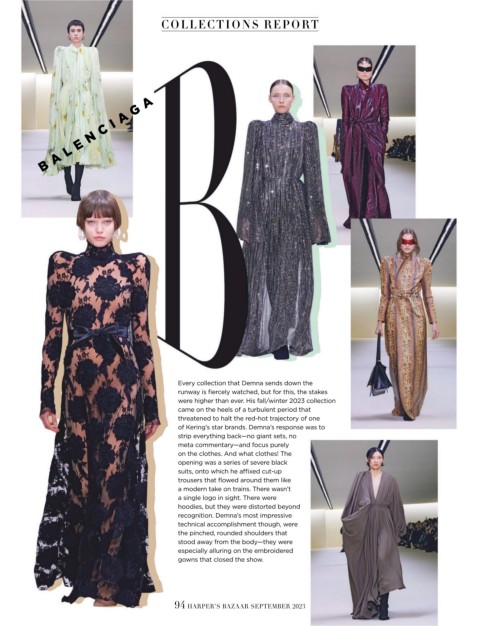 COLLECTIONS REPORT
BALENCIAGA
B
Every collection that Demna sends down the
runway is fiercely watched, but for this, the stakes
were higher than ever. His fall/winter 2023 collection
came on the heels of a turbulent period that
threatened to halt the red-hot trajectory of one
of Kering's star brands. Demna's response was to
strip everything back—no giant sets, no
meta commentary—and focus purely
on the clothes. And what clothes! The
opening was a series of severe black
suits, onto which he affixed cut-up
trousers that flowed around them like
a modern take on trains. There wasn't
a single logo in sight. There were
hoodies, but they were distorted beyond
recognition. Demna's most impressive
technical accomplishment though, were
the pinched, rounded shoulders that
stood away from the body—they were
especially alluring on the embroidered
gowns that closed the show.
94 HARPER'S BAZAAR SEPTEMBER 2023